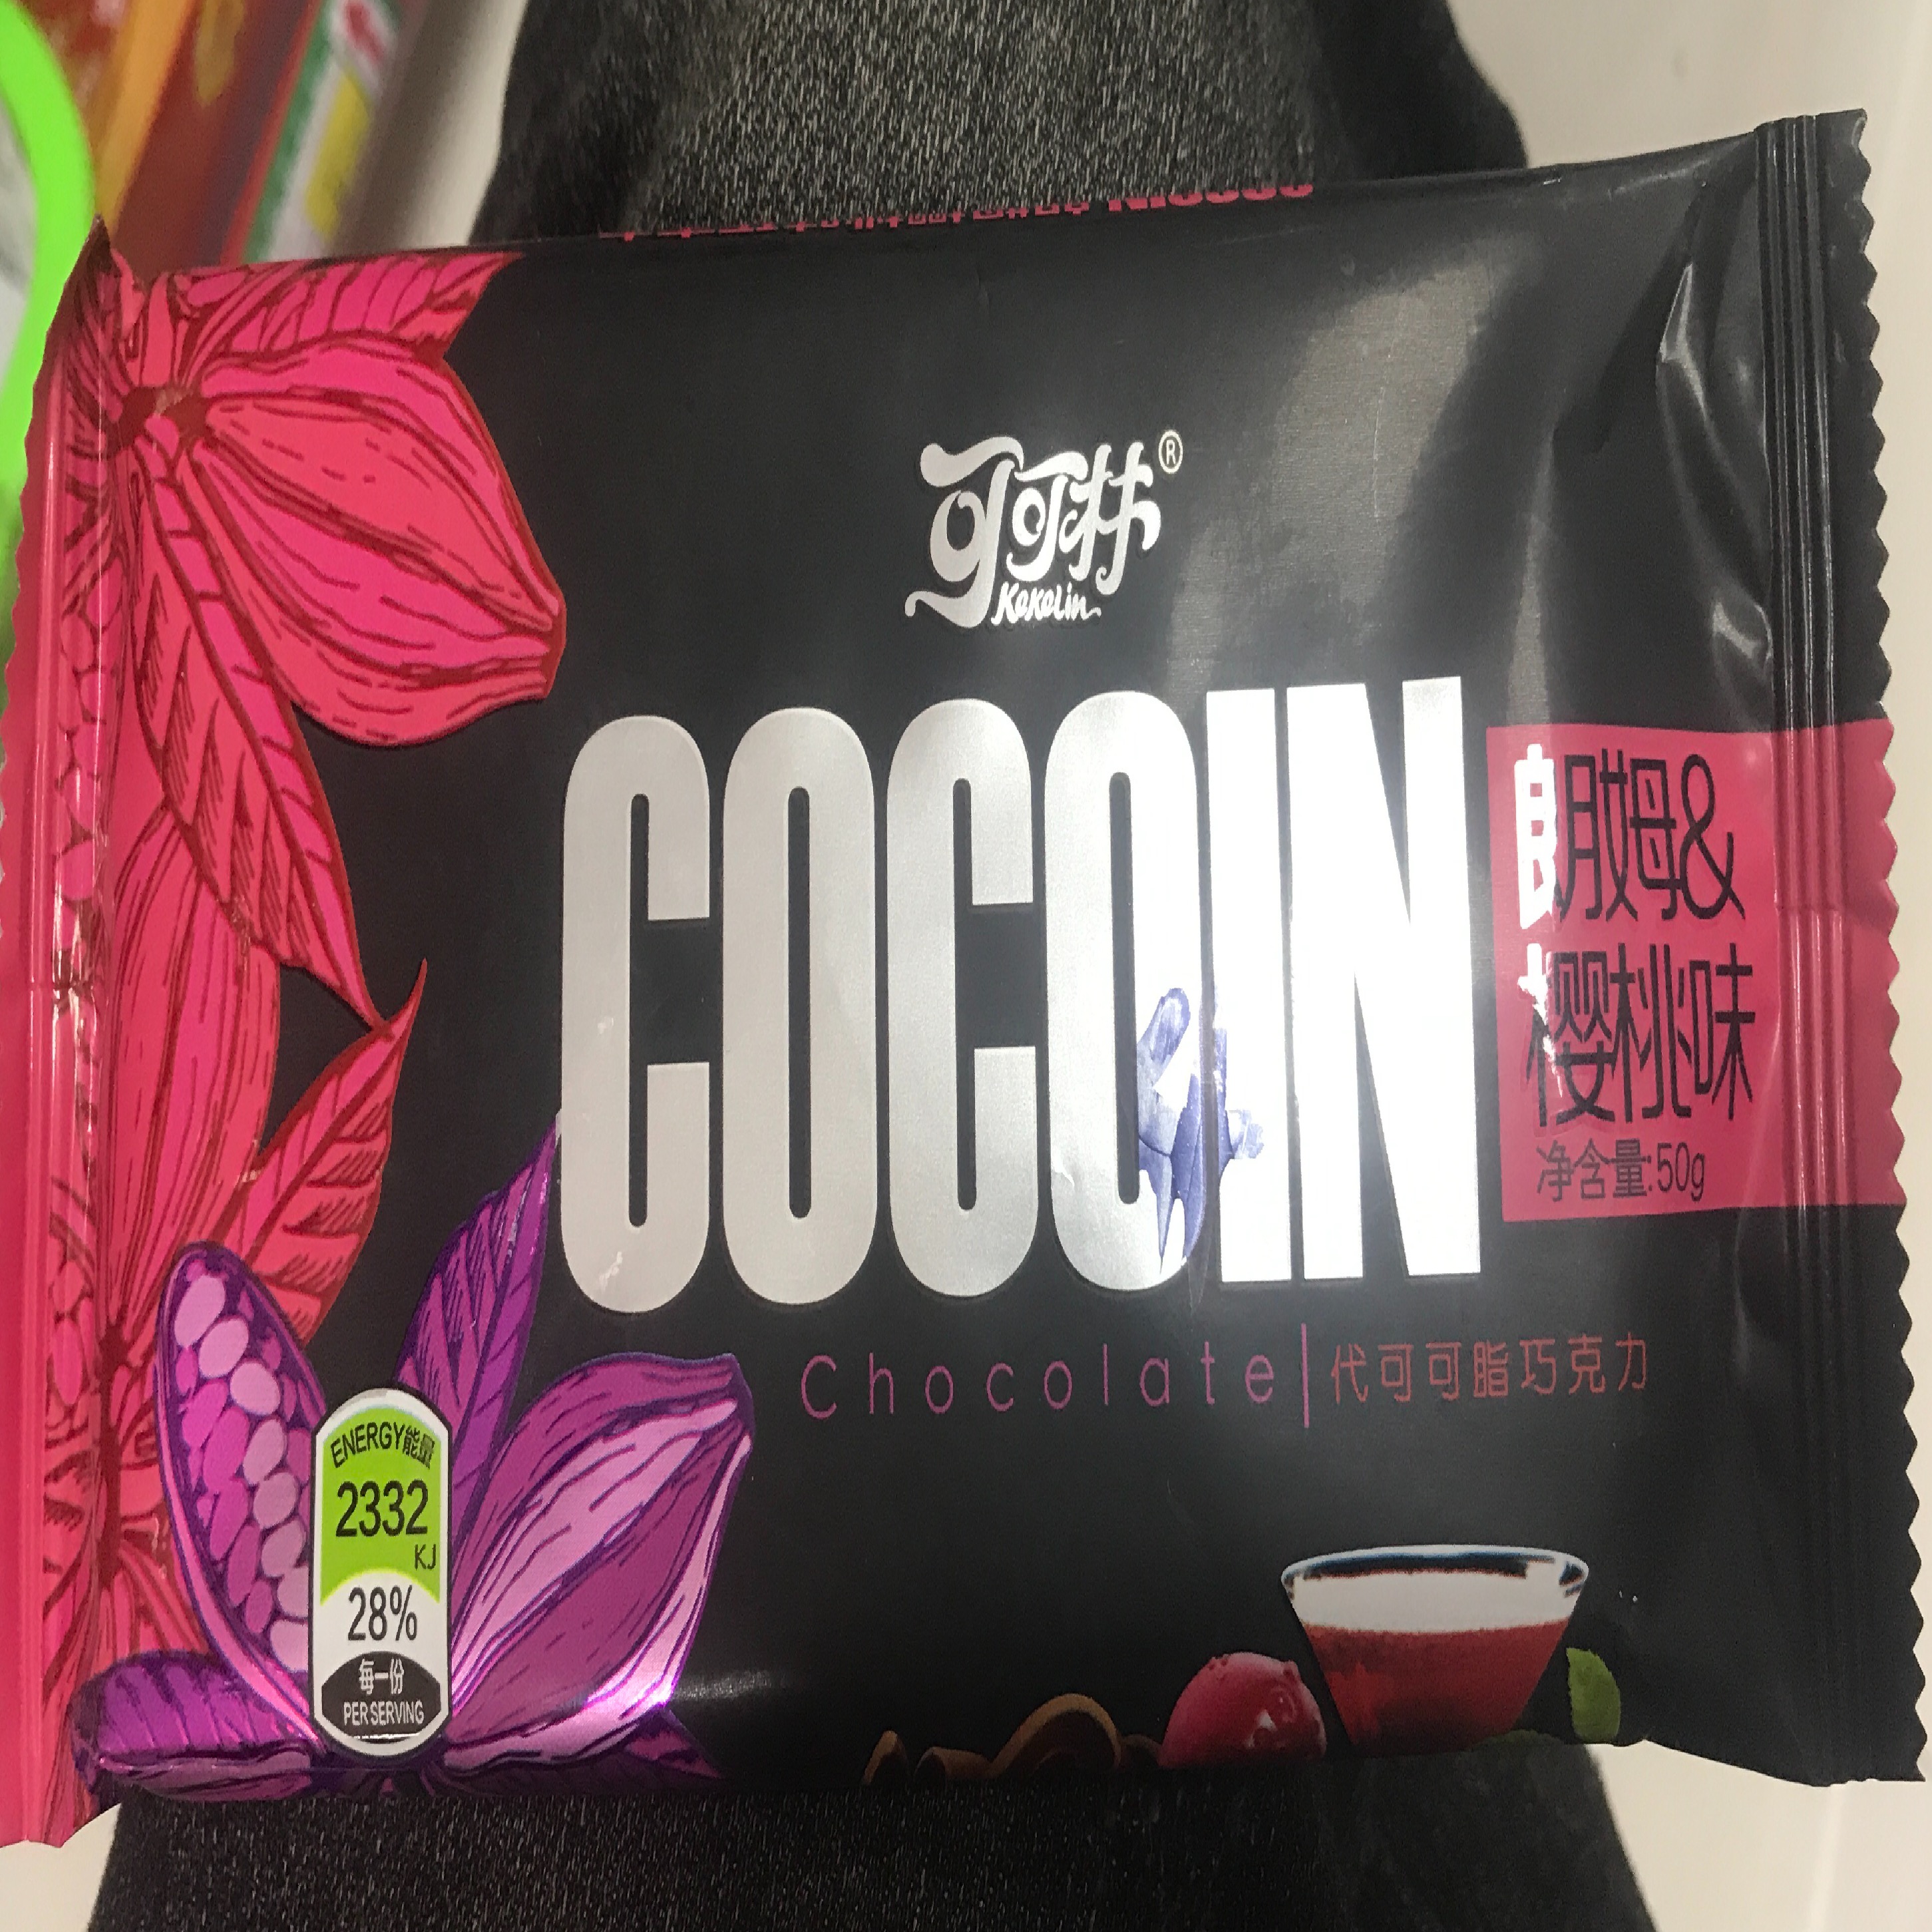 可可林®
Kekelin
COCOIN
朗姆&
樱桃味
净含量:50g
Chocolate|代可可脂巧克力
ENERGY能量
2332
KJ
28%
每一份
PER SERVING